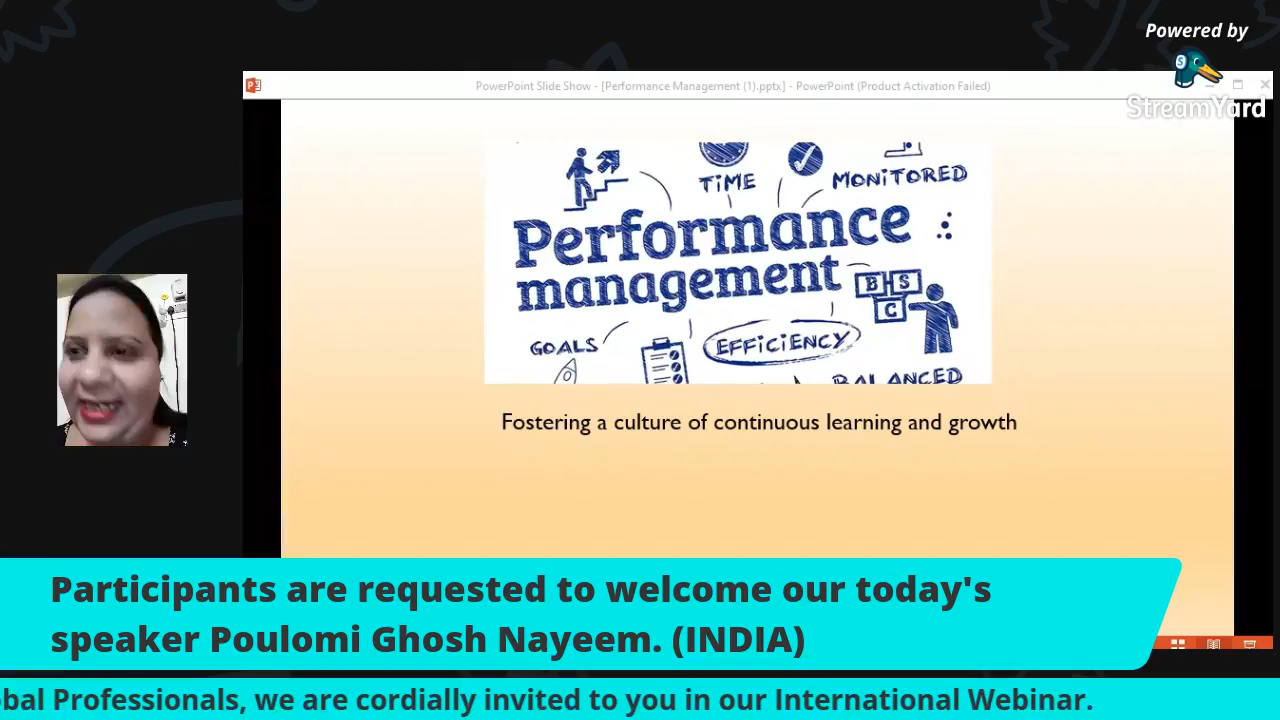 Powered by
StreamYard
PowerPoint Slide Show - [Performance Management (1).pptx] - PowerPoint (Product Activation Failed)
TIME
MONITORED
Performance
management
B S
C
GOALS
EFFICIENCY
BALANCED
Fostering a culture of continuous learning and growth
Participants are requested to welcome our today's
speaker Poulomi Ghosh Nayeem. (INDIA)
Professionals, we are cordially invited to you in our International Webinar.